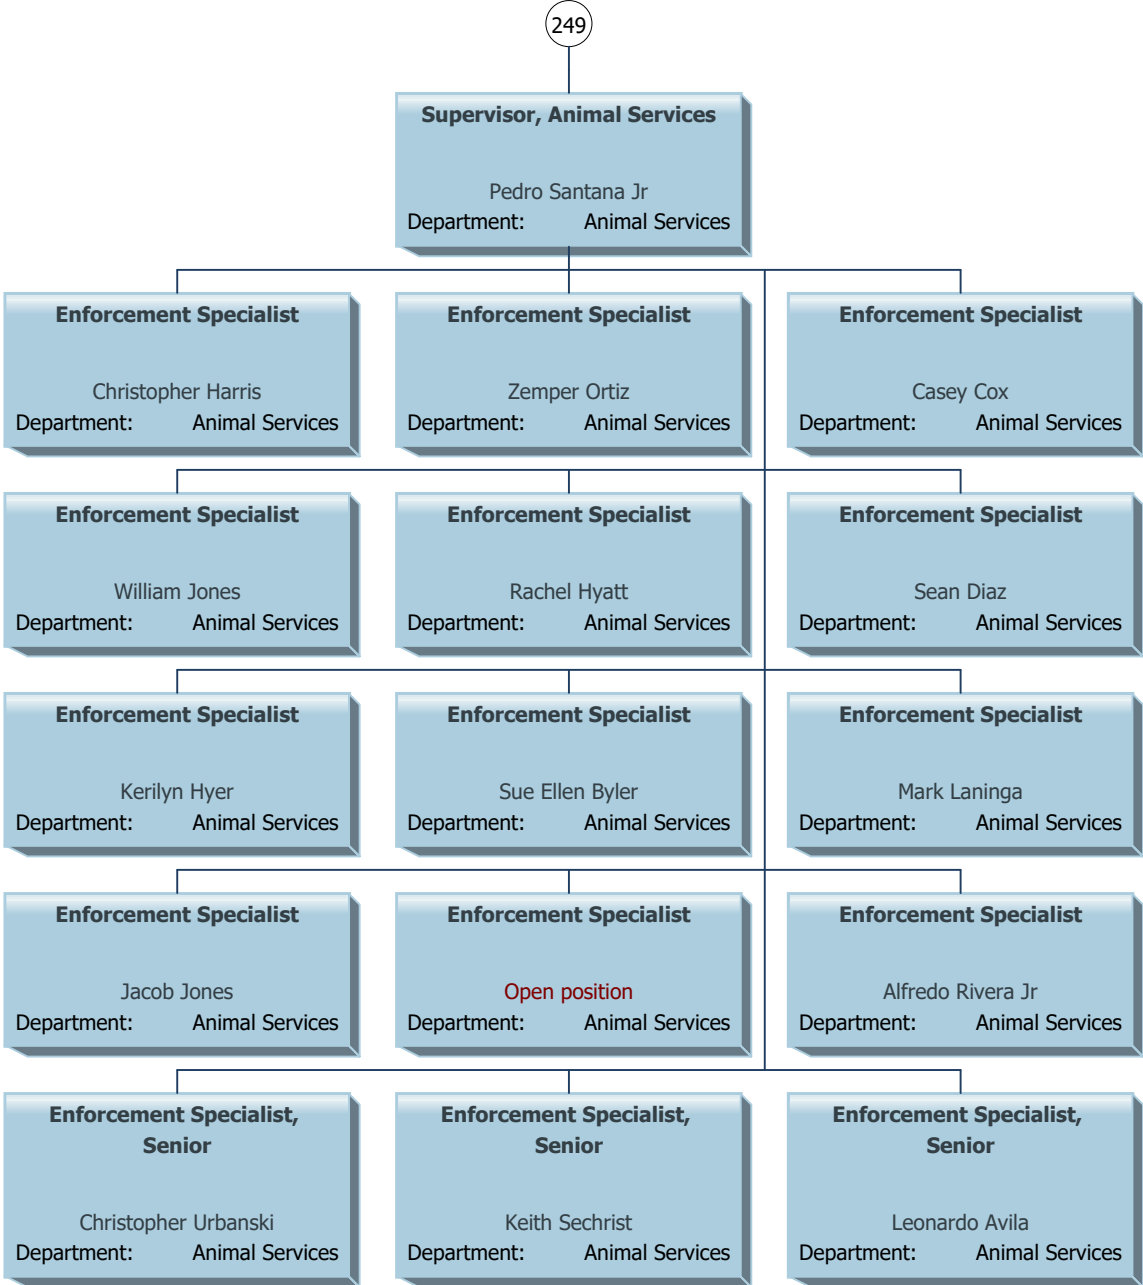 249
Supervisor, Animal Services
Pedro Santana Jr
Department: Animal Services
Enforcement Specialist
Christopher Harris
Department: Animal Services
Enforcement Specialist
Zemper Ortiz
Department: Animal Services
Enforcement Specialist
Casey Cox
Department: Animal Services
Enforcement Specialist
William Jones
Department: Animal Services
Enforcement Specialist
Rachel Hyatt
Department: Animal Services
Enforcement Specialist
Sean Diaz
Department: Animal Services
Enforcement Specialist
Kerilyn Hyer
Department: Animal Services
Enforcement Specialist
Sue Ellen Byler
Department: Animal Services
Enforcement Specialist
Mark Laninga
Department: Animal Services
Enforcement Specialist
Jacob Jones
Department: Animal Services
Enforcement Specialist
Open position
Department: Animal Services
Enforcement Specialist
Alfredo Rivera Jr
Department: Animal Services
Enforcement Specialist,
Senior
Christopher Urbanski
Department: Animal Services
Enforcement Specialist,
Senior
Keith Sechrist
Department: Animal Services
Enforcement Specialist,
Senior
Leonardo Avila
Department: Animal Services